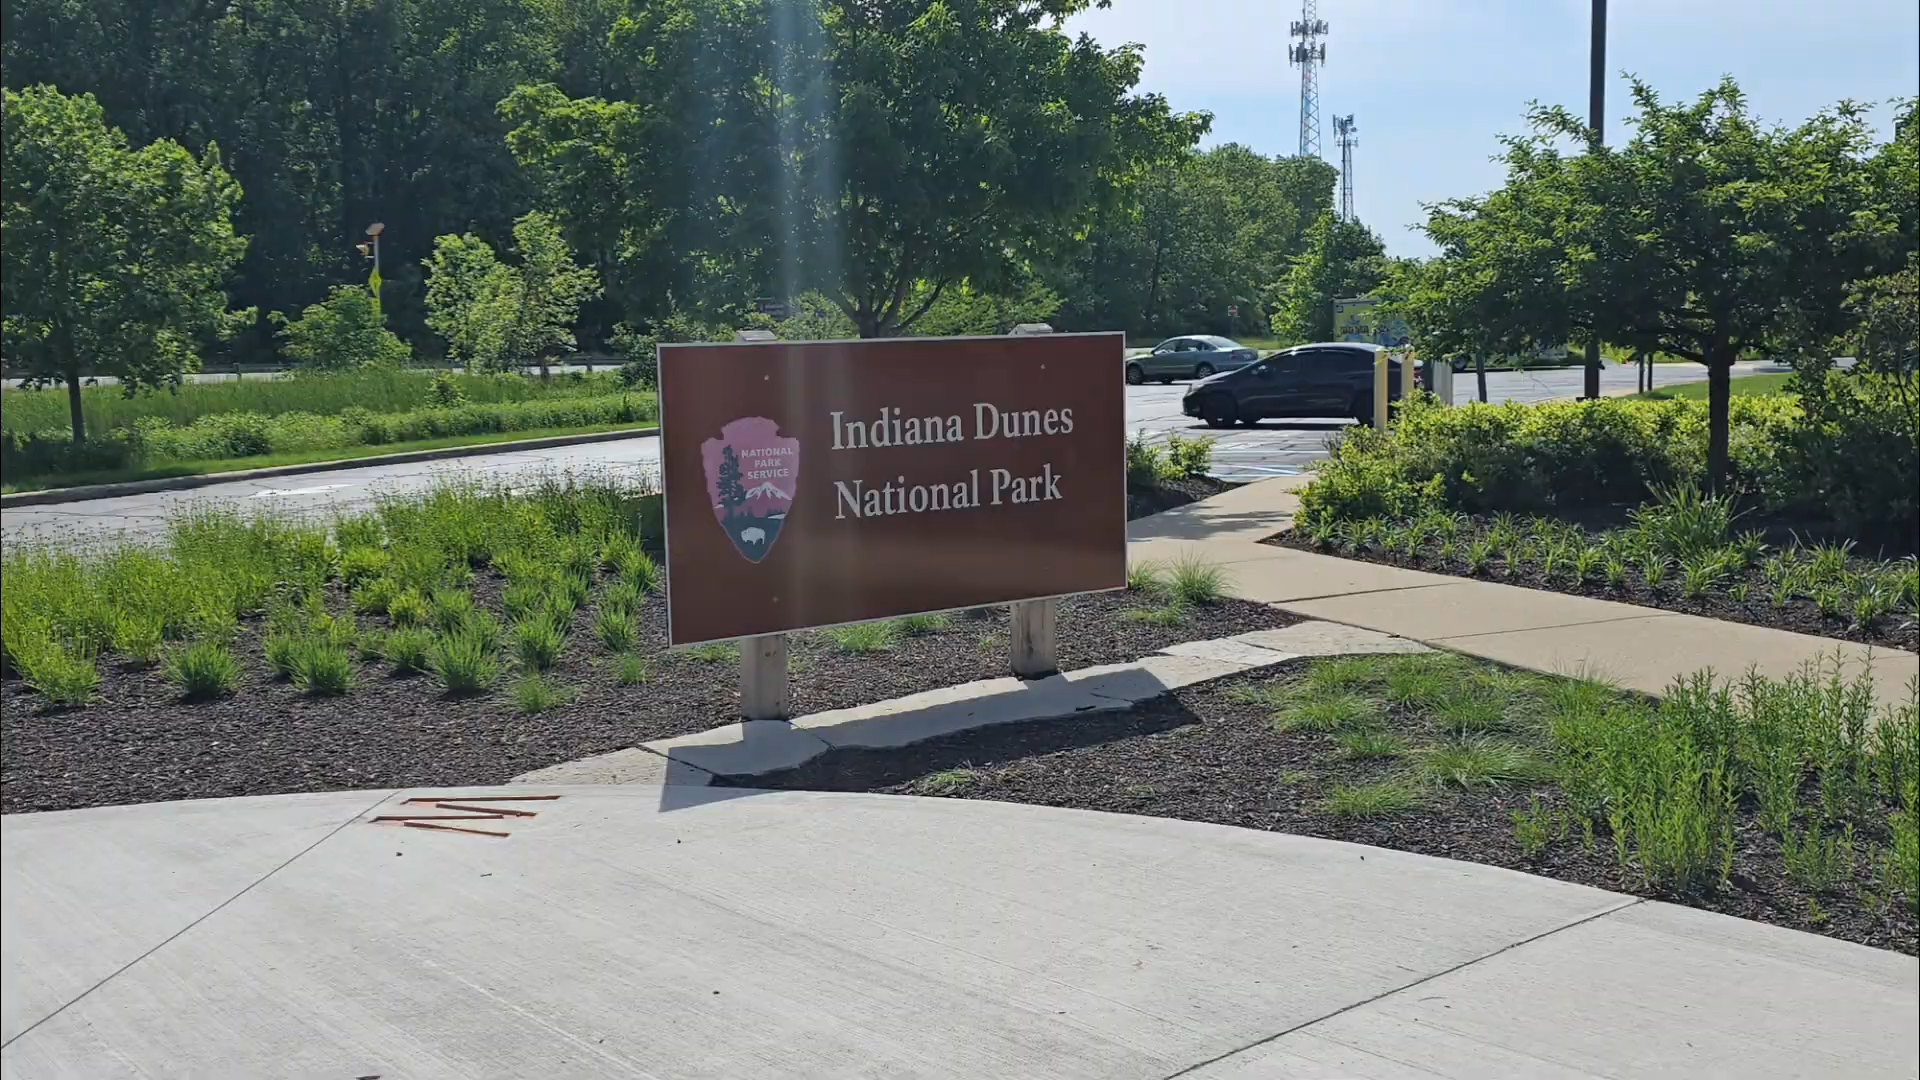 NATIONAL
PARK
SERVICE
Indiana Dunes
National Park